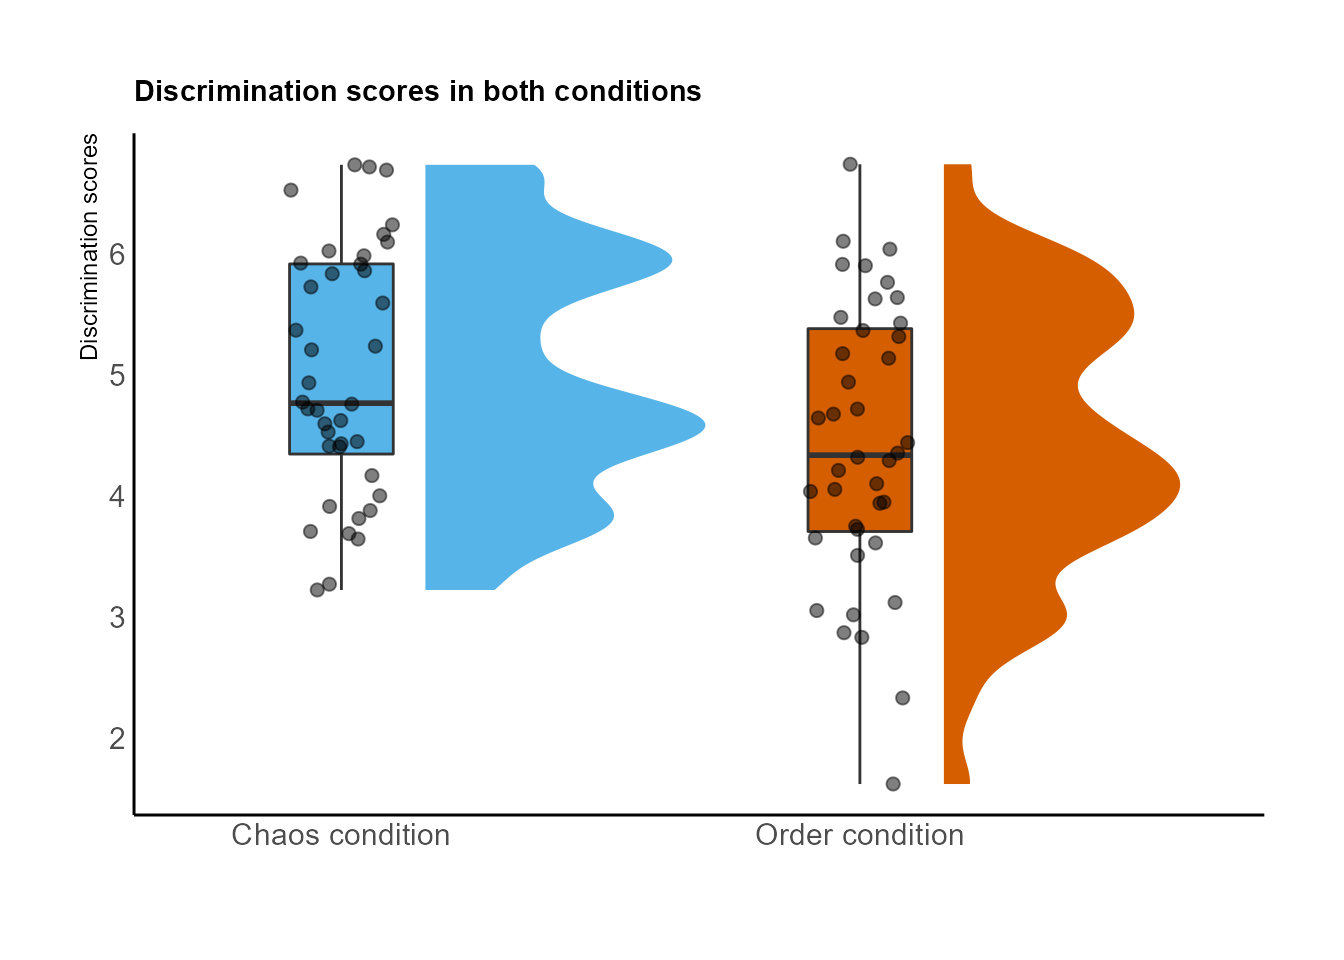 Discrimination scores in both conditions
Discrimination scores
6
5
4
3
2
Chaos condition
Order condition